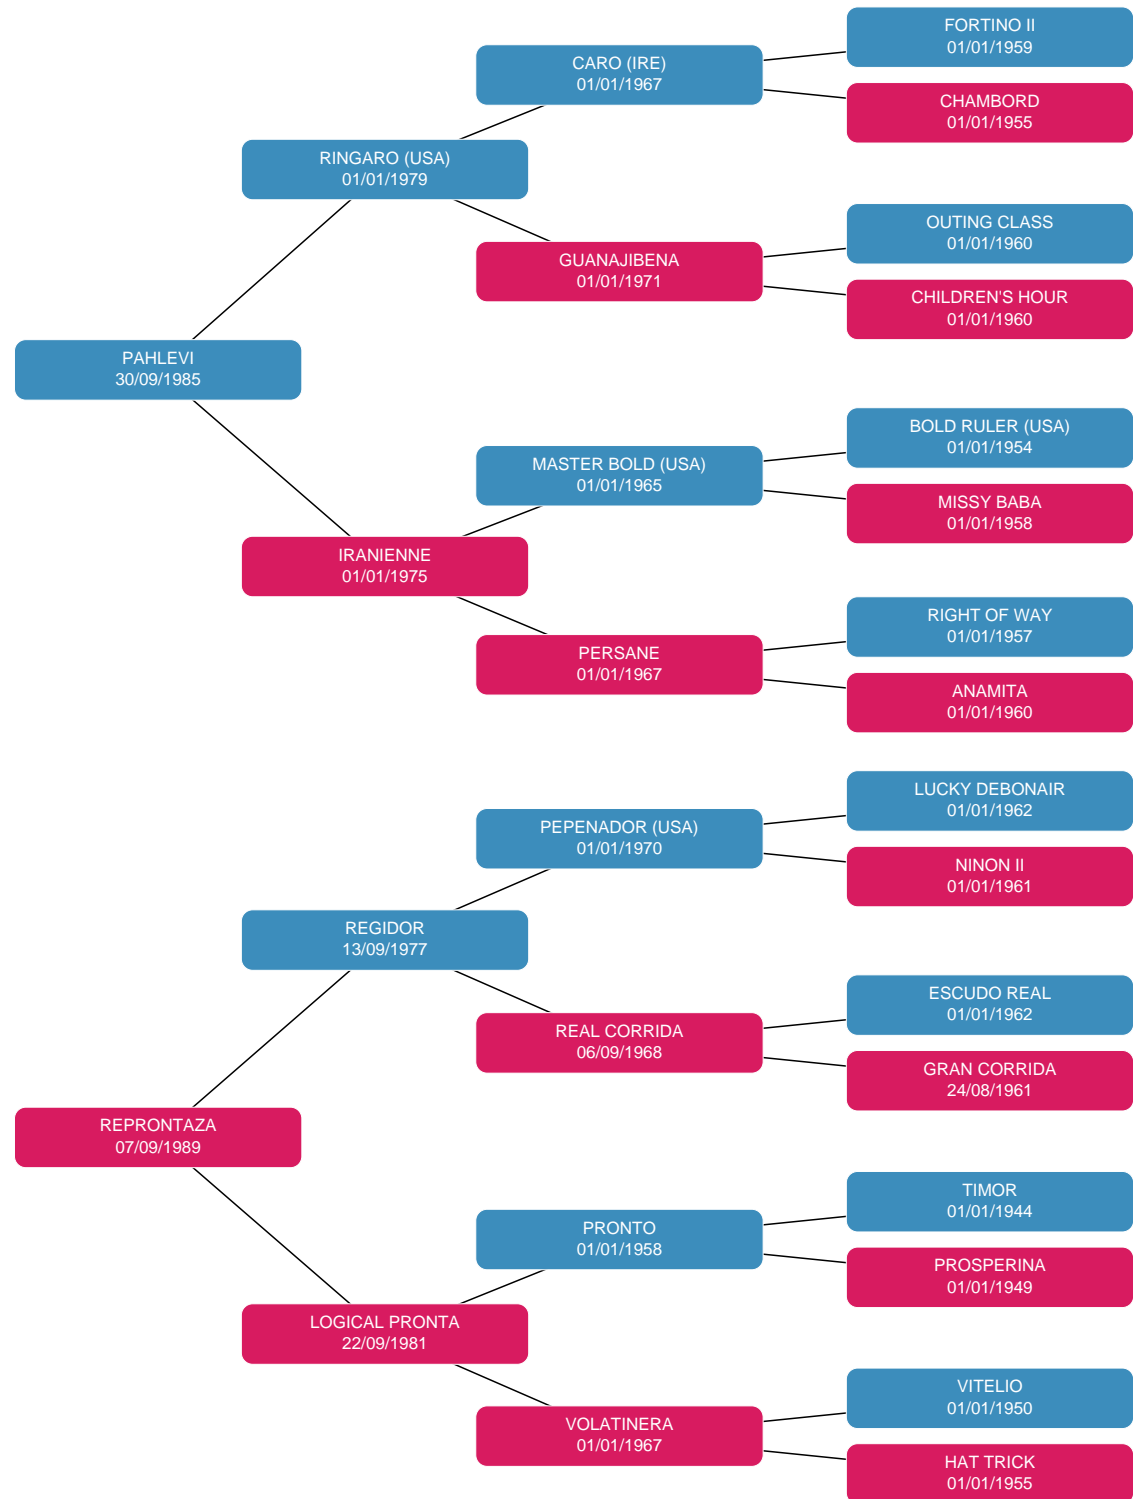 FORTINO II
01/01/1959
CARO (IRE)
01/01/1967
CHAMBORD
01/01/1955
RINGARO (USA)
01/01/1979
OUTING CLASS
01/01/1960
GUANAJIBENA
01/01/1971
CHILDREN'S HOUR
01/01/1960
PAHLEVI
30/09/1985
BOLD RULER (USA)
01/01/1954
MASTER BOLD (USA)
01/01/1965
MISSY BABA
01/01/1958
IRANIENNE
01/01/1975
RIGHT OF WAY
01/01/1957
PERSANE
01/01/1967
ANAMITA
01/01/1960
LUCKY DEBONAIR
01/01/1962
PEPENADOR (USA)
01/01/1970
NINON II
01/01/1961
REGIDOR
13/09/1977
ESCUDO REAL
01/01/1962
REAL CORRIDA
06/09/1968
GRAN CORRIDA
24/08/1961
REPRONTAZA
07/09/1989
TIMOR
01/01/1944
PRONTO
01/01/1958
PROSPERINA
01/01/1949
LOGICAL PRONTA
22/09/1981
VITELIO
01/01/1950
VOLATINERA
01/01/1967
HAT TRICK
01/01/1955